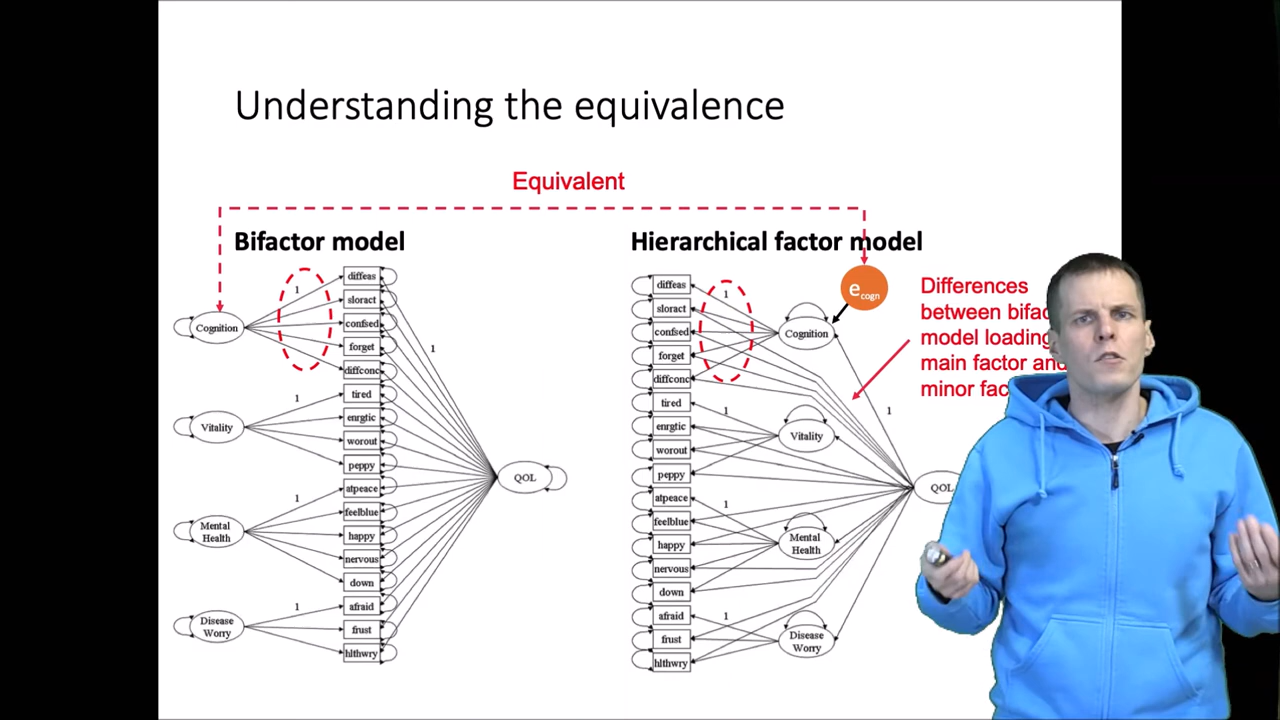 Understanding the equivalence
Equivalent
Bifactor model
Hierarchical factor model
Cognition
Vitality
Mental
Health
Disease
Worry
1
1
1
1
diffeas
sloract
confsed
forget
diffconc
tired
enrgtic
worout
peppy
atpeace
feelblue
happy
nervous
down
afraid
frust
hlthwry
1
QOL
diffeas
sloract
confsed
forget
diffconc
tired
enrgtic
worout
peppy
atpeace
feelblue
happy
nervous
down
afraid
frust
hlthwry
1
1
1
1
e cogn
Cognition
Vitality
Mental
Health
Disease
Worry
1
QOL
Differences
between
model loading
main factor
minor